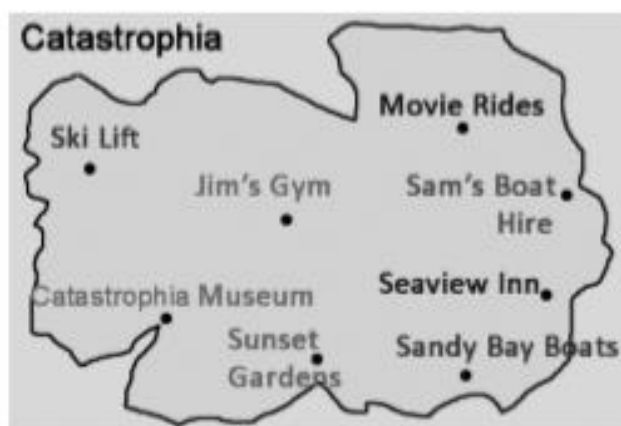 Catastrophia
Movie Rides
Ski Lift
Jim's Gym
Sam's Boat
Hire
Seaview Inn
Catastrophia Museum
Sunset
Gardens
Sandy Bay Boats